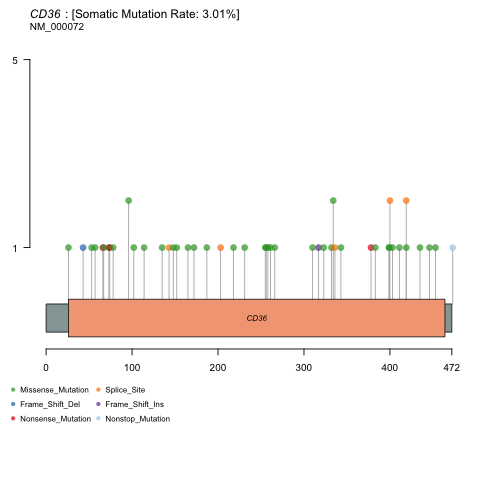 CD36 : [Somatic Mutation Rate: 3.01%]
NM_000072
5
1
CD36
0 100 200 300 400 472
Missense_Mutation Splice_Site
Frame_Shift_Del Frame_Shift_Ins
Nonsense_Mutation Nonstop_Mutation